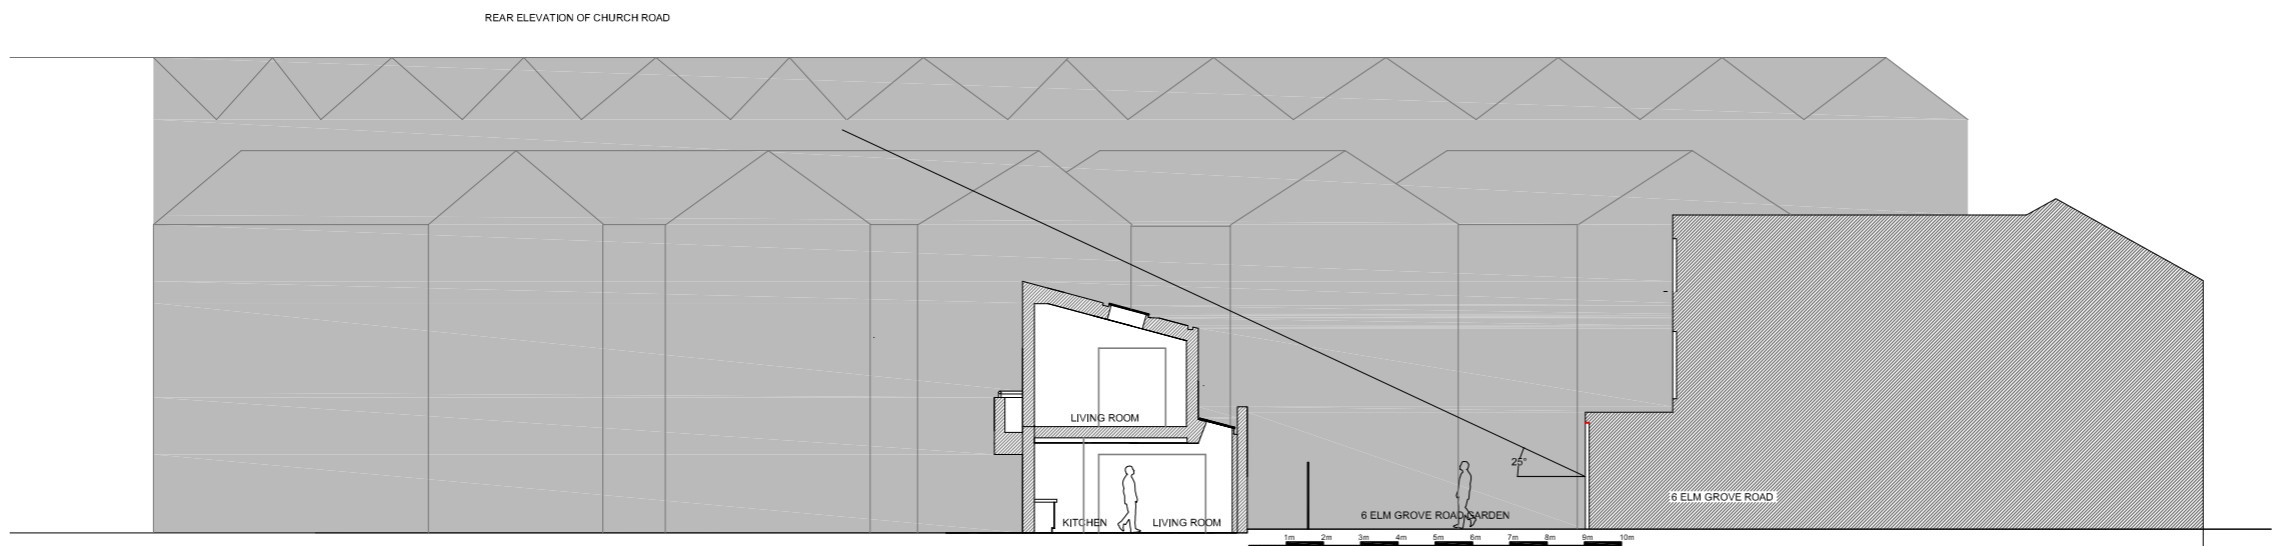 REAR ELEVATION OF CHURCH ROAD
LIVING ROOM
25°
6 ELM GROVE ROAD
6 ELM GROVE ROAD GARDEN
KITCHEN
LIVING ROOM
1m 2m 3m 4m 5m 6m 7m 8m 9m 10m